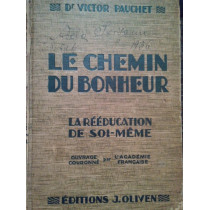 Dr VICTOR PAUCHET
LE CHEMIN
DU BONHEUR
LA RÉÉDUCATION
DE SOI-MÊME
OUVRAGE PAR L'ACADÉMIE
COURONNÉ FRANÇAISE
ÉDITIONS J. OLIVEN